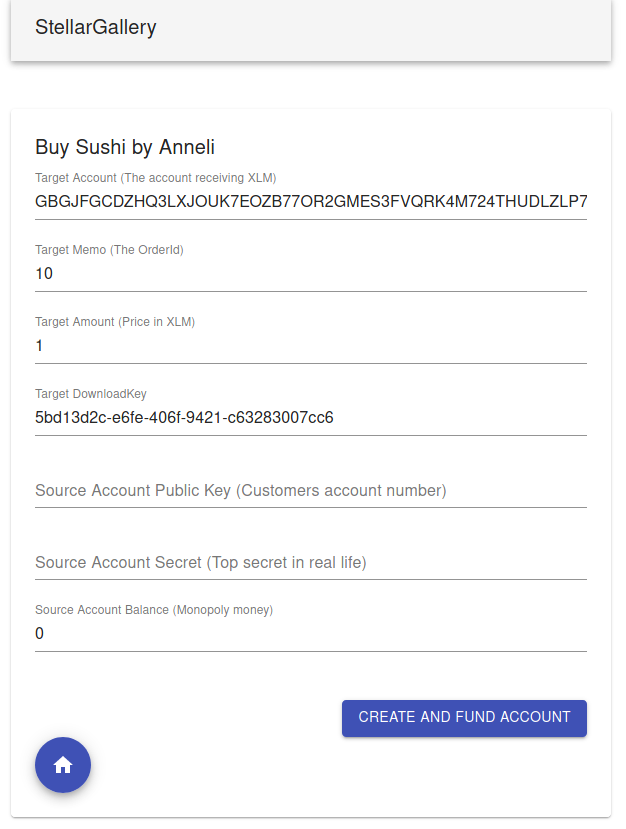 StellarGallery
Buy Sushi by Anneli
Target Account (The account receiving XLM)
GBGJFGCDZHQ3LXJOUK7EOZB77OR2GMES3FVQRK4M724THUDLZLP7
Target Memo (The OrderId)
10
Target Amount (Price in XLM)
1
Target DownloadKey
5bd13d2c-e6fe-406f-9421-c63283007cc6
Source Account Public Key (Customers account number)
Source Account Secret (Top secret in real life)
Source Account Balance (Monopoly money)
0
CREATE AND FUND ACCOUNT